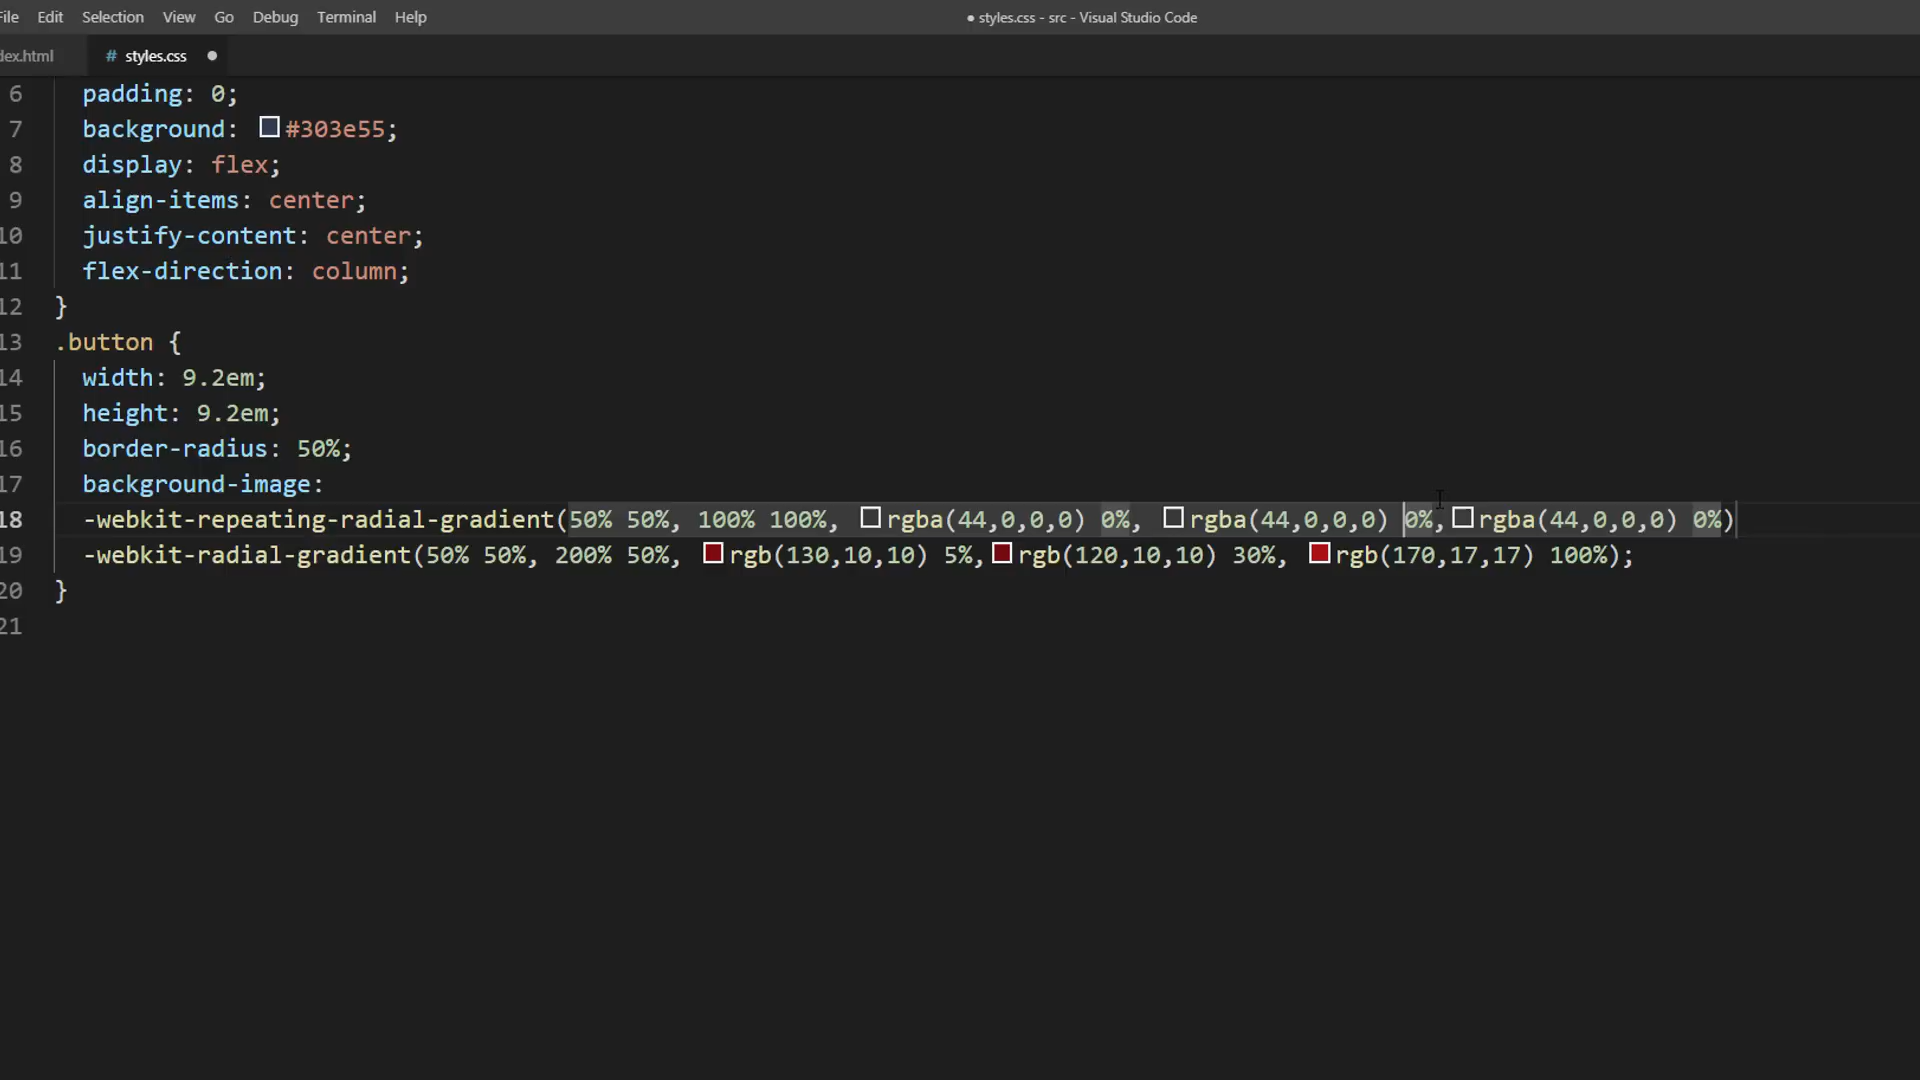 File Edit Selection View Go Debug Terminal Help
● styles.css - src - Visual Studio Code
dex.html # styles.css ●
6 padding: 0;
7 background: #303e55;
8 display: flex;
9 align-items: center;
10 justify-content: center;
11 flex-direction: column;
12 }
13 .button {
14 width: 9.2em;
15 height: 9.2em;
16 border-radius: 50%;
17 background-image:
18 -webkit-repeating-radial-gradient(50% 50%, 100% 100%, rgba(44,0,0,0) 0%, rgba(44,0,0,0) 0%,rgba(44,0,0,0) 0%)
19 -webkit-radial-gradient(50% 50%, 200% 50%, rgb(130,10,10) 5%,rgb(120,10,10) 30%, rgb(170,17,17) 100%);
20 }
21